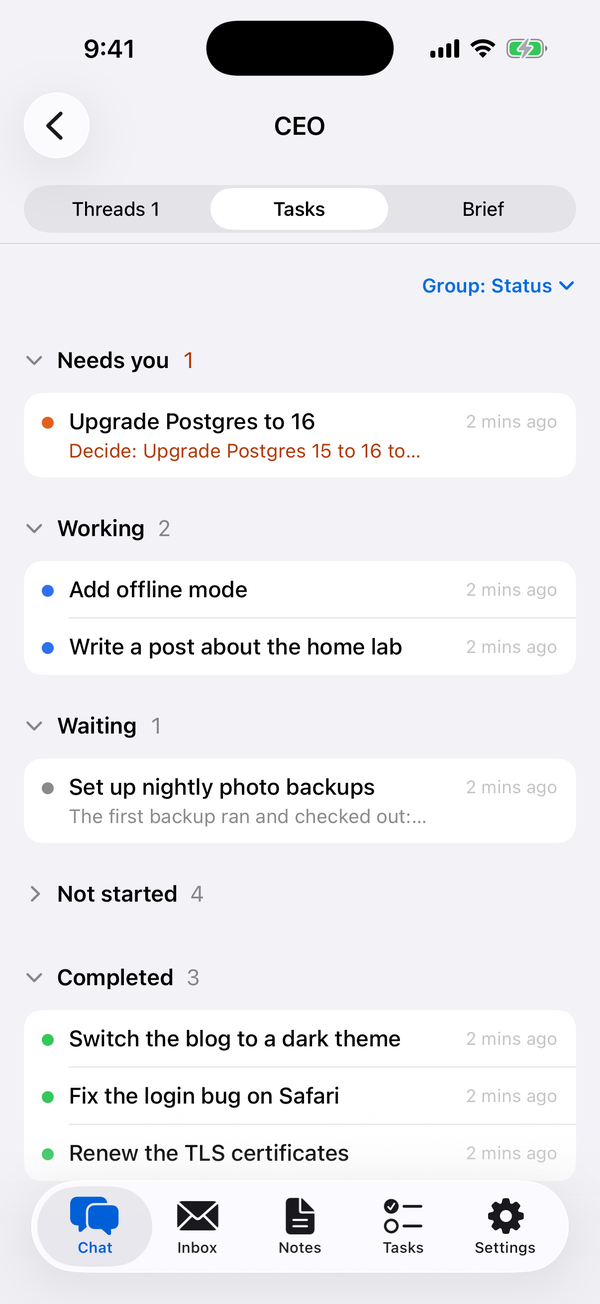 9:41
CEO
Threads 1
Tasks
Brief
Group: Status
Needs you 1
Upgrade Postgres to 16
2 mins ago
Decide: Upgrade Postgres 15 to 16 to...
Working 2
Add offline mode
2 mins ago
Write a post about the home lab
2 mins ago
Waiting 1
Set up nightly photo backups
2 mins ago
The first backup ran and checked out:...
Not started 4
Completed 3
Switch the blog to a dark theme
2 mins ago
Fix the login bug on Safari
2 mins ago
Renew the TLS certificates
2 mins ago
Chat
Inbox
Notes
Tasks
Settings